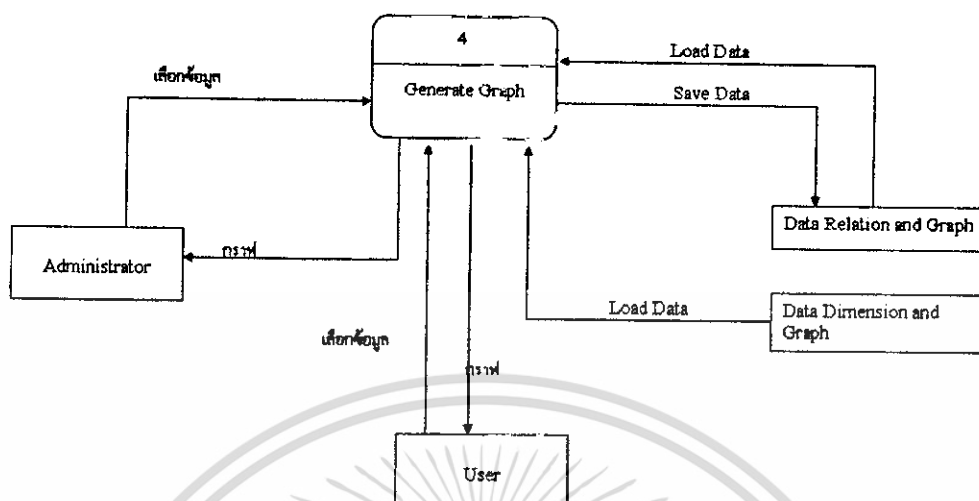 4
Generate Graph
Load Data
Save Data
เลือกข้อมูล
Administrator
กราฟ
Data Relation and Graph
Load Data
Data Dimension and
Graph
เลือกข้อมูล
กราฟ
User